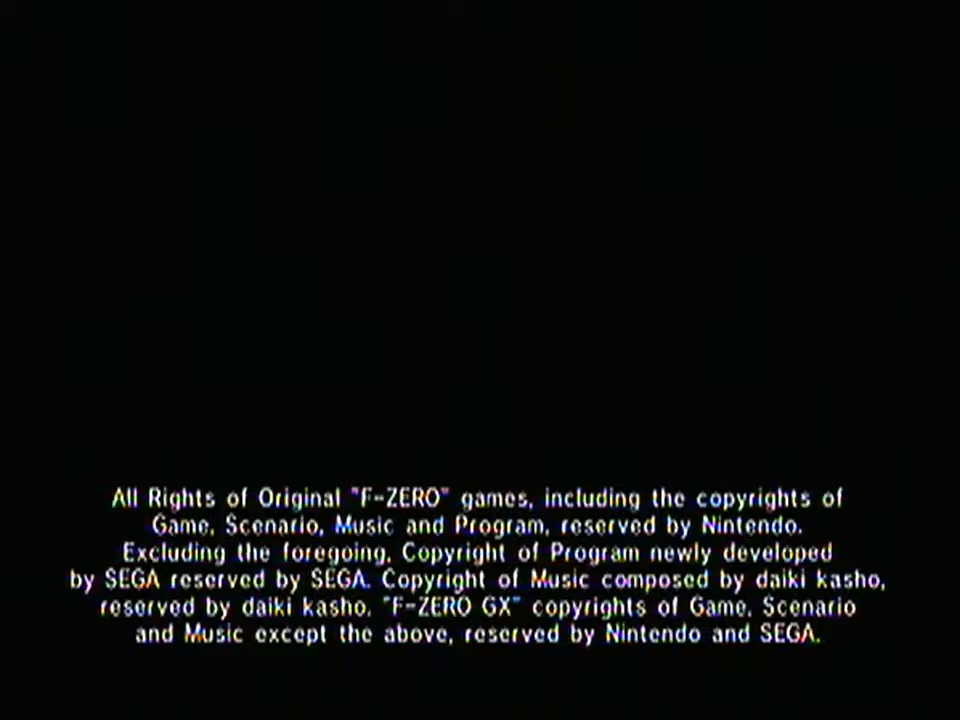 All Rights of Original "F-ZERO" games, including the copyrights of
Game, Scenario, Music and Program, reserved by Nintendo.
Excluding the foregoing, Copyright of Program newly developed
by SEGA reserved by SEGA. Copyright of Music composed by daiki kasho,
reserved by daiki kasho, "F-ZERO GX" copyrights of Game, Scenario
and Music except the above, reserved by Nintendo and SEGA.